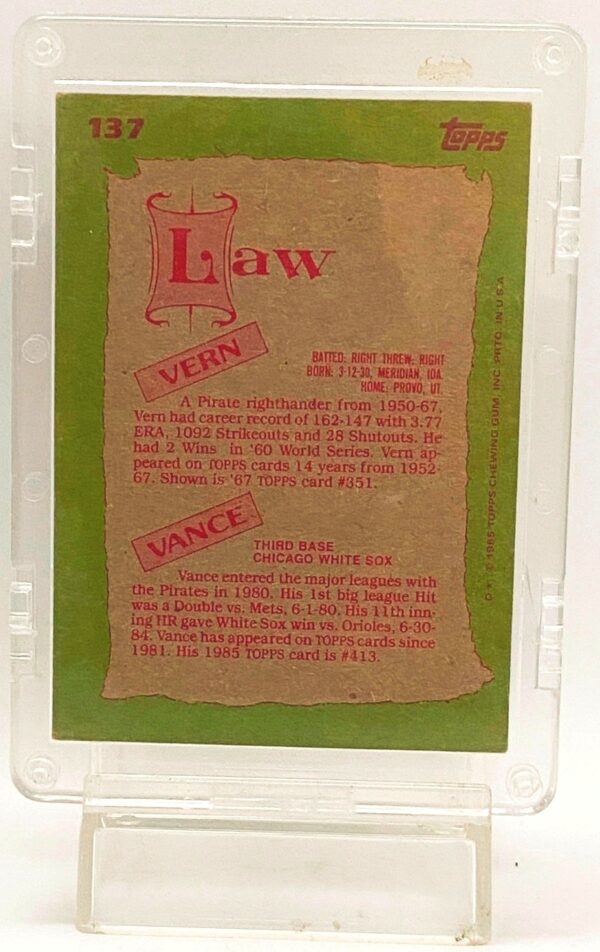 137
Topps
Law
VERN
BATTED: RIGHT THREW: RIGHT
BORN: 3-12-30, MERIDIAN, IDA.
HOME: PROVO, UT.
A Pirate righthander from 1950-67,
Vern had career record of 162-147 with 3.77
ERA, 1092 Strikeouts and 28 Shutouts. He
had 2 Wins in '60 World Series. Vern ap-
peared on TOPPS cards 14 years from 1952-
67. Shown is '67 TOPPS card #351.
VANCE
THIRD BASE
CHICAGO WHITE SOX
Vance entered the major leagues with
the Pirates in 1980. His 1st big league Hit
was a Double vs. Mets, 6-1-80. His 11th inn-
ing HR gave White Sox win vs. Orioles, 6-30-
84. Vance has appeared on TOPPS cards since
1981. His 1985 TOPPS card is #413.
D*. © 1985 TOPPS CHEWING GUM, INC. PRTD. IN U.S.A.